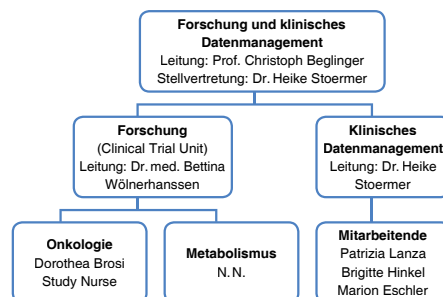 Forschung und klinisches
Datenmanagement
Leitung: Prof. Christoph Beglinger
Stellvertretung: Dr. Heike Stoermer
Forschung
(Clinical Trial Unit)
Leitung: Dr. med. Bettina
Wölnerhanssen
Klinisches
Datenmanagement
Leitung: Dr. Heike
Stoermer
Onkologie
Dorothea Brosi
Study Nurse
Metabolismus
N. N.
Mitarbeitende
Patrizia Lanza
Brigitte Hinkel
Marion Eschler